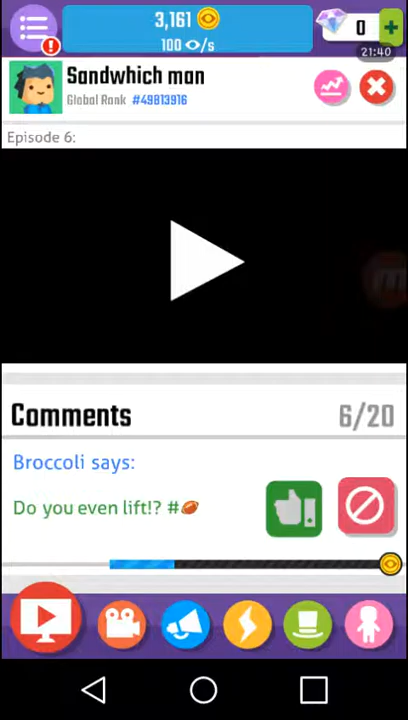 3,161
100 /s
0
21:40
Sandwhich man
Global Rank #49813916
Episode 6:
Comments 6/20
Broccoli says:
Do you even lift!? #🏈